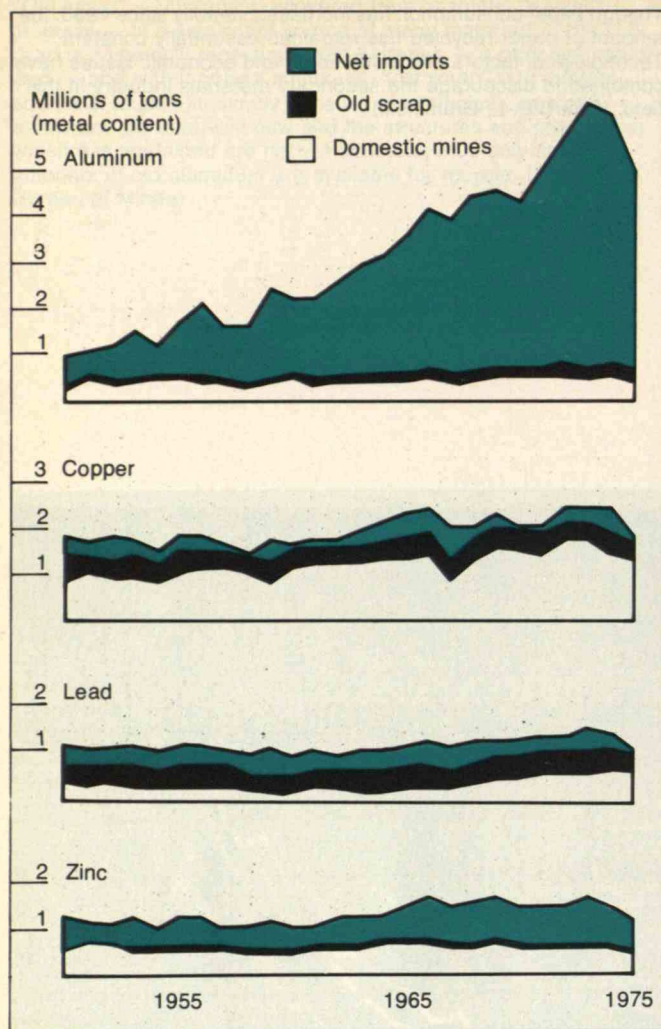 Net imports
Millions of tons
(metal content)
Old scrap
Domestic mines
5 Aluminum
4
3
2
1
3 Copper
2
1
Lead
2
1
Zinc
2
1
1955 1965 1975